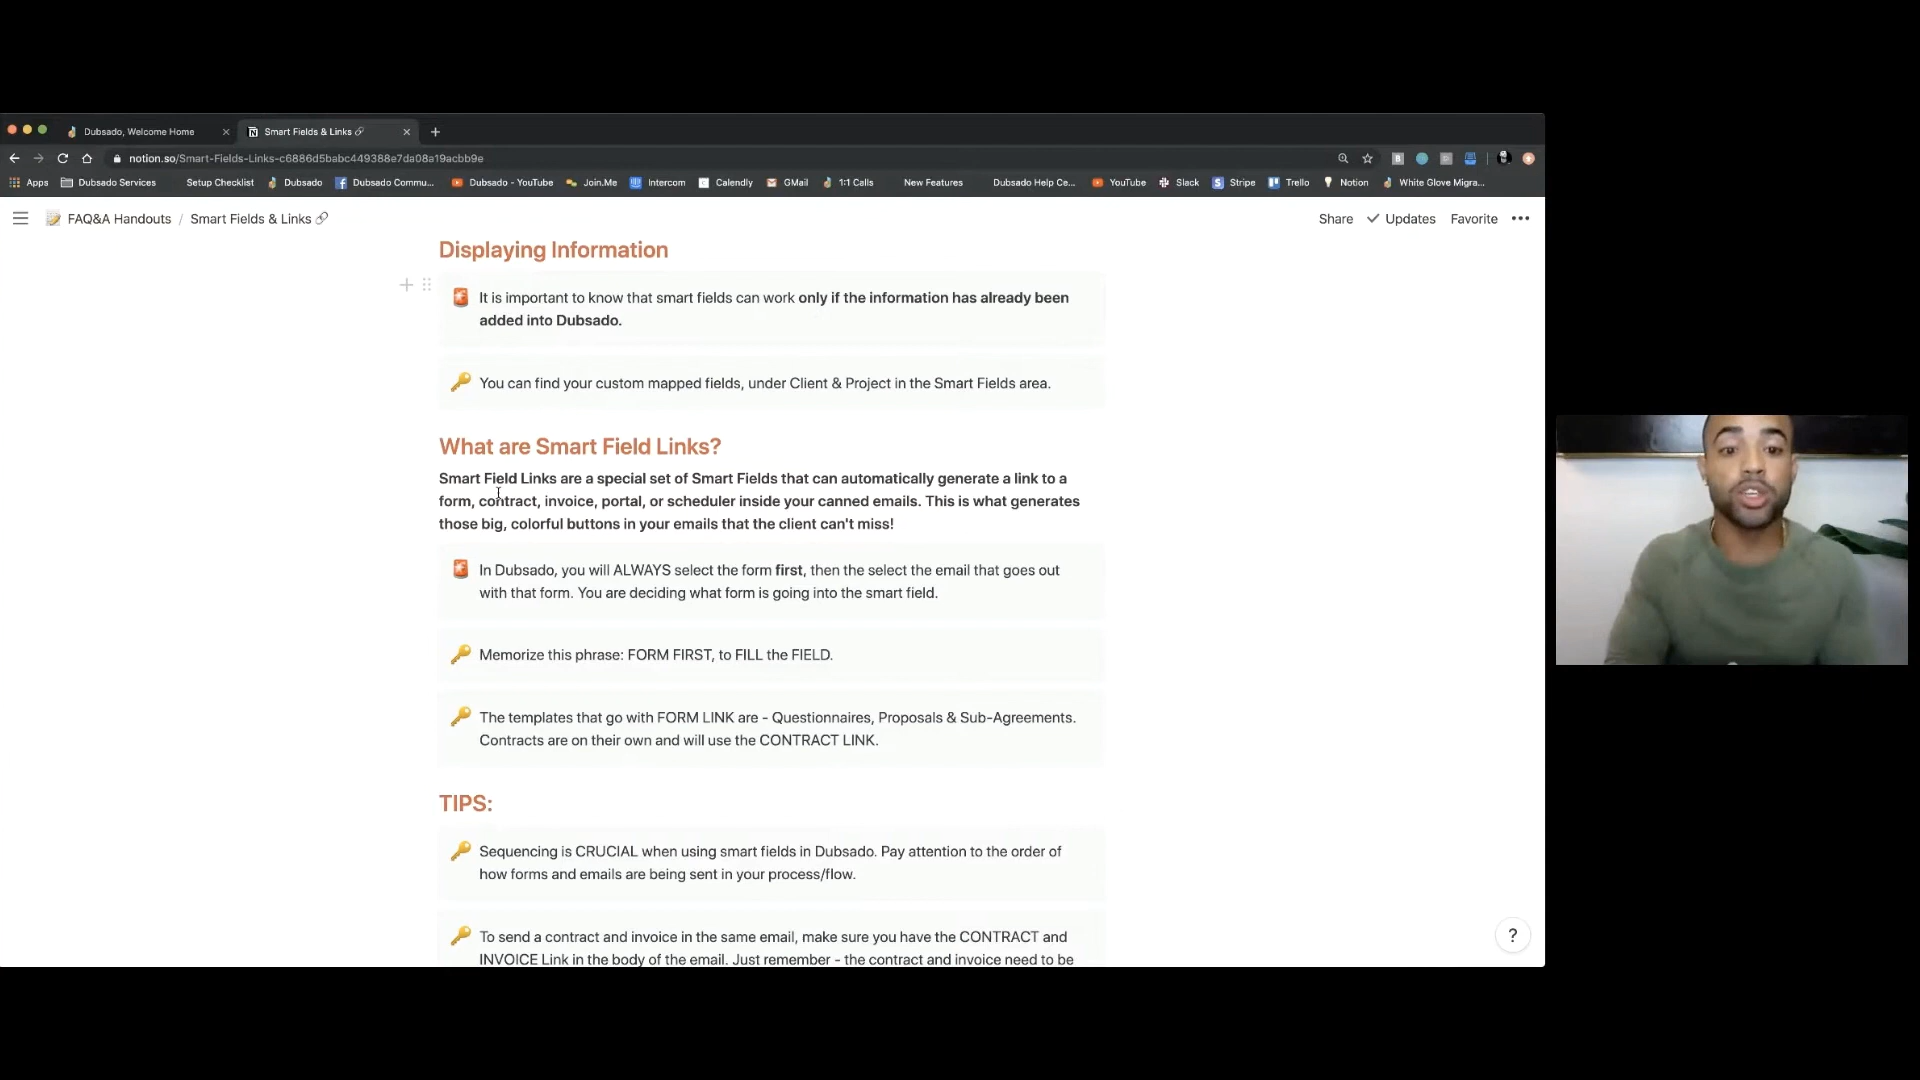 Dubsado, Welcome Home
Smart Fields & Links
notion.so/Smart-Fields-Links-c6886d5babc449388e7da08a19acbb9e
Apps Dubsado Services Setup Checklist Dubsado Dubsado Commu... Dubsado - YouTube Join.Me Intercom Calendly GMail 1:1 Calls New Features Dubsado Help Ce... YouTube Slack Stripe Trello Notion White Glove Migra...
FAQ&A Handouts / Smart Fields & Links
Share Updates Favorite
Displaying Information
It is important to know that smart fields can work only if the information has already been
added into Dubsado.
You can find your custom mapped fields, under Client & Project in the Smart Fields area.
What are Smart Field Links?
Smart Field Links are a special set of Smart Fields that can automatically generate a link to a
form, contract, invoice, portal, or scheduler inside your canned emails. This is what generates
those big, colorful buttons in your emails that the client can't miss!
In Dubsado, you will ALWAYS select the form first, then the select the email that goes out
with that form. You are deciding what form is going into the smart field.
Memorize this phrase: FORM FIRST, to FILL the FIELD.
The templates that go with FORM LINK are - Questionnaires, Proposals & Sub-Agreements.
Contracts are on their own and will use the CONTRACT LINK.
TIPS:
Sequencing is CRUCIAL when using smart fields in Dubsado. Pay attention to the order of
how forms and emails are being sent in your process/flow.
To send a contract and invoice in the same email, make sure you have the CONTRACT and
INVOICE Link in the body of the email. Just remember - the contract and invoice need to be
?